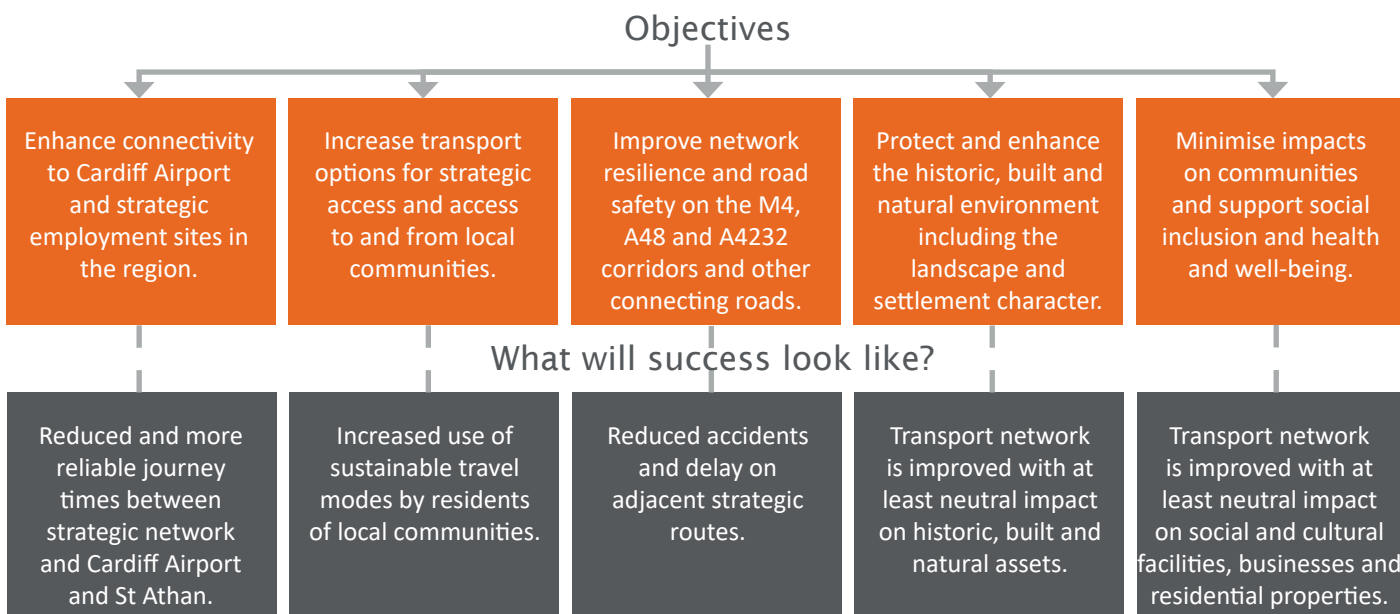 Objectives
Enhance connectivity
to Cardiff Airport
and strategic
employment sites in
the region.
Increase transport
options for strategic
access and access
to and from local
communities.
Improve network
resilience and road
safety on the M4,
A48 and A4232
corridors and other
connecting roads.
Protect and enhance
the historic, built and
natural environment
including the
landscape and
settlement character.
Minimise impacts
on communities
and support social
inclusion and health
and well-being.
What will success look like?
Reduced and more
reliable journey
times between
strategic network
and Cardiff Airport
and St Athan.
Increased use of
sustainable travel
modes by residents
of local communities.
Reduced accidents
and delay on
adjacent strategic
routes.
Transport network
is improved with at
least neutral impact
on historic, built and
natural assets.
Transport network
is improved with at
least neutral impact
on social and cultural
facilities, businesses and
residential properties.